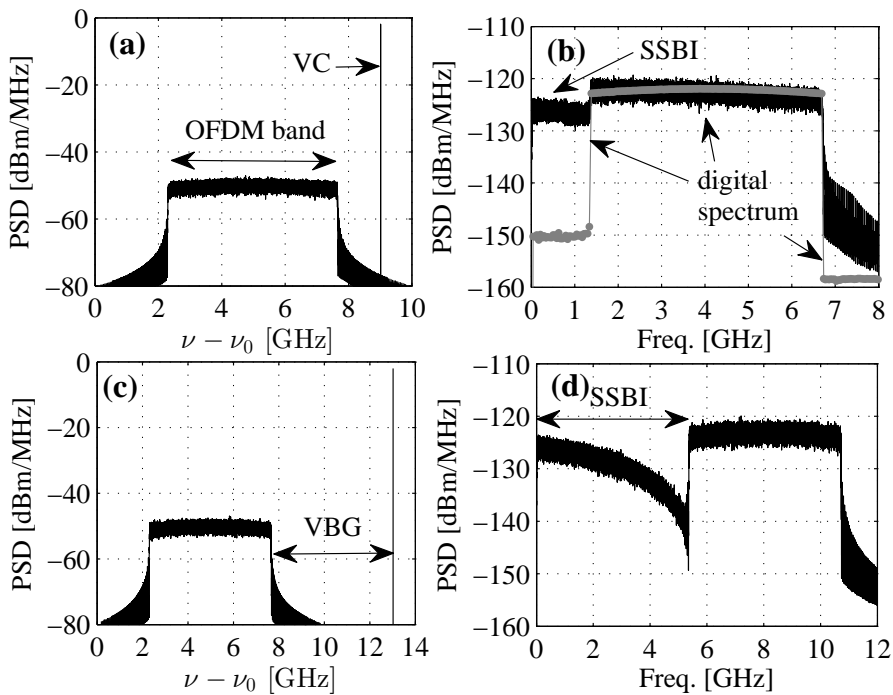 (a)
VC
OFDM band
PSD [dBm/MHz]
0
−20
−40
−60
−80
0 2 4 6 8 10
ν − ν0 [GHz]
(b)
SSBI
digital
spectrum
PSD [dBm/MHz]
−110
−120
−130
−140
−150
−160
0 1 2 3 4 5 6 7 8
Freq. [GHz]
(c)
VBG
PSD [dBm/MHz]
0
−20
−40
−60
−80
0 2 4 6 8 10 12 14
ν − ν0 [GHz]
(d)
SSBI
PSD [dBm/MHz]
−110
−120
−130
−140
−150
−160
0 2 4 6 8 10 12
Freq. [GHz]